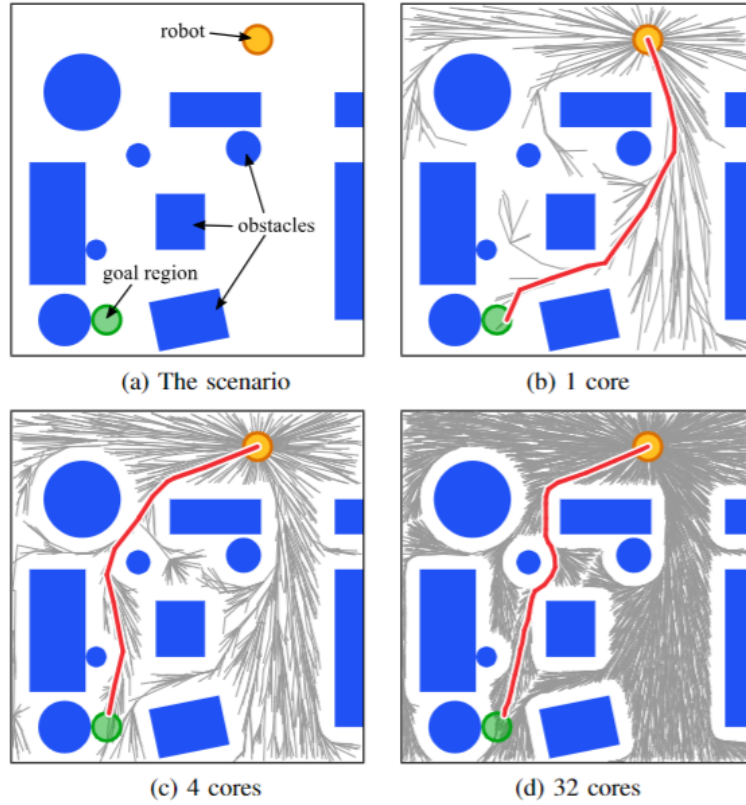 robot
obstacles
goal region
(a) The scenario
(b) 1 core
(c) 4 cores
(d) 32 cores